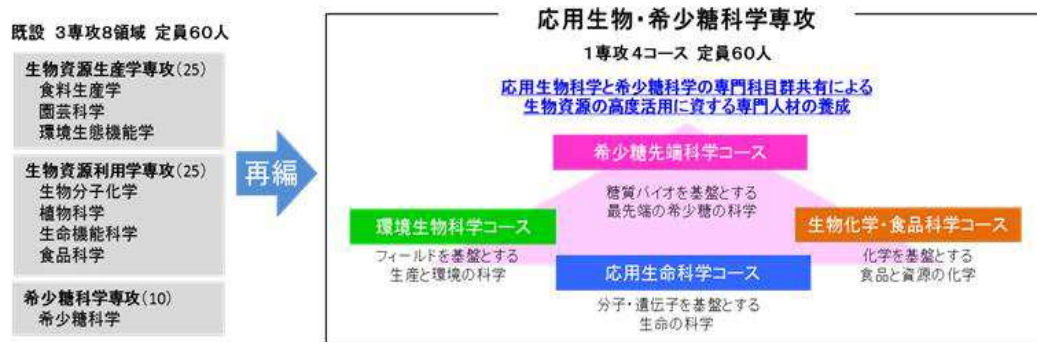 既設 3専攻8領域 定員60人
生物資源生産学専攻(25)
食料生産学
園芸科学
環境生態機能学
生物資源利用学専攻(25)
生物分子化学
植物科学
生命機能科学
食品科学
希少糖科学専攻(10)
希少糖科学
再編
応用生物・希少糖科学専攻
1専攻4コース 定員60人
応用生物科学と希少糖科学の専門科目群共有による
生物資源の高度活用に資する専門人材の養成
希少糖先端科学コース
糖質バイオを基盤とする
最先端の希少糖の科学
環境生物科学コース
フィールドを基盤とする
生産と環境の科学
生物化学・食品科学コース
化学を基盤とする
食品と資源の化学
応用生命科学コース
分子・遺伝子を基盤とする
生命の科学